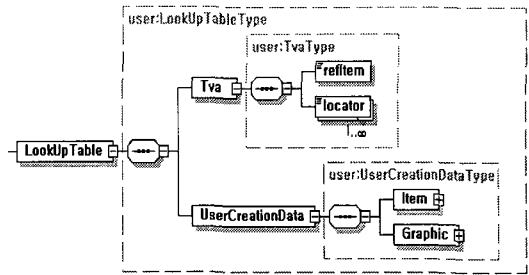 user:LookUpTableType
user:TvaType
Tva
refItem
locator
1..∞
LookUpTable
user:UserCreationDataType
Item
UserCreationData
Graphic